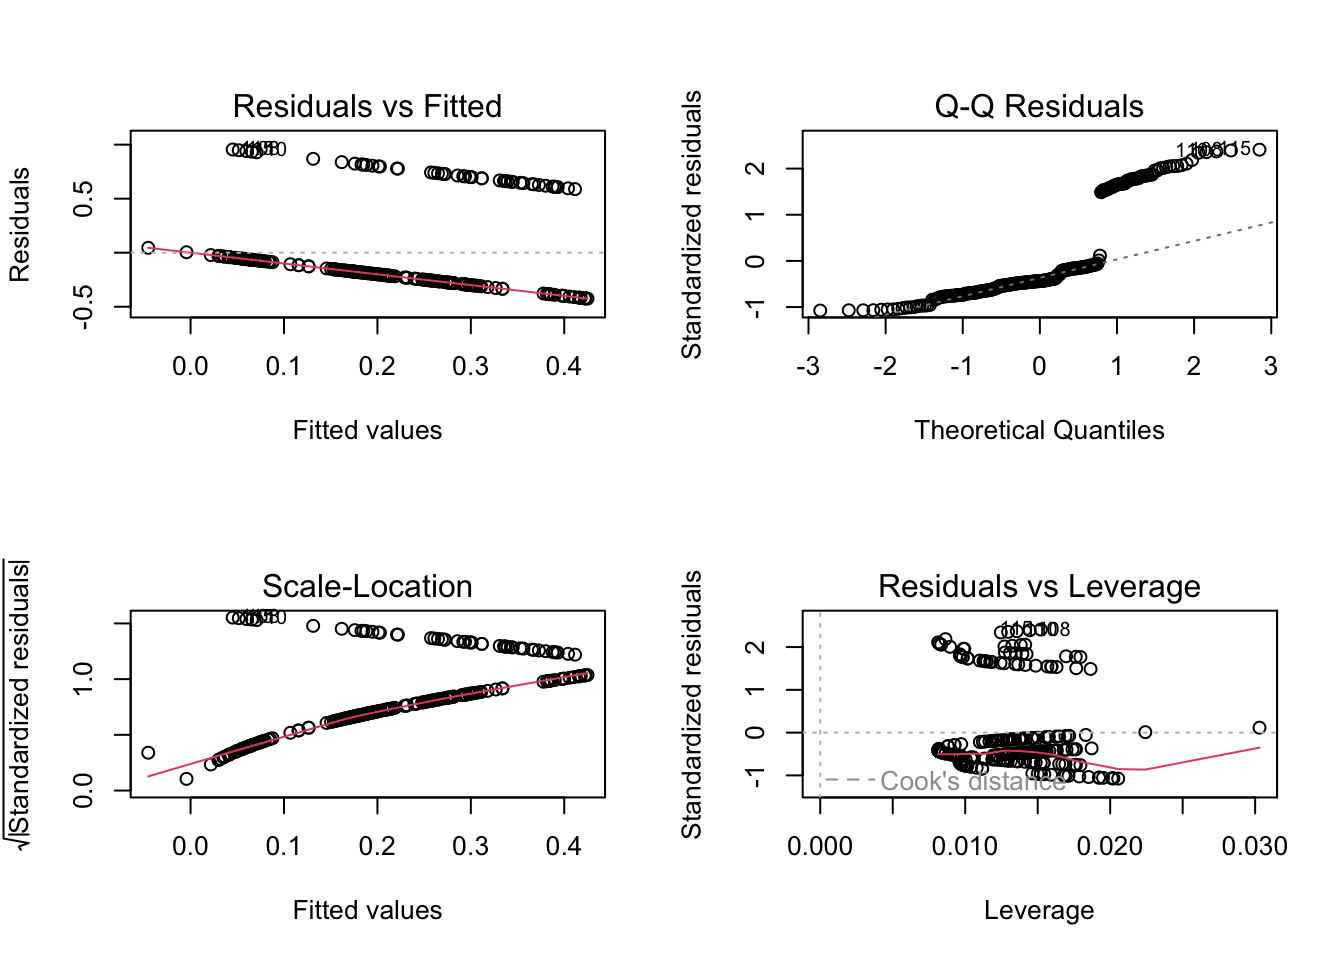 Residuals vs Fitted
Residuals
0.5
-0.5
0.0 0.1 0.2 0.3 0.4
Fitted values
Q-Q Residuals
Standardized residuals
2
1
0
-1
115
-3 -2 -1 0 1 2 3
Theoretical Quantiles
Scale-Location
√|Standardized residuals|
1.0
0.0
0.0 0.1 0.2 0.3 0.4
Fitted values
Residuals vs Leverage
Standardized residuals
2
1
0
-1
Cook's distance
0.000 0.010 0.020 0.030
Leverage